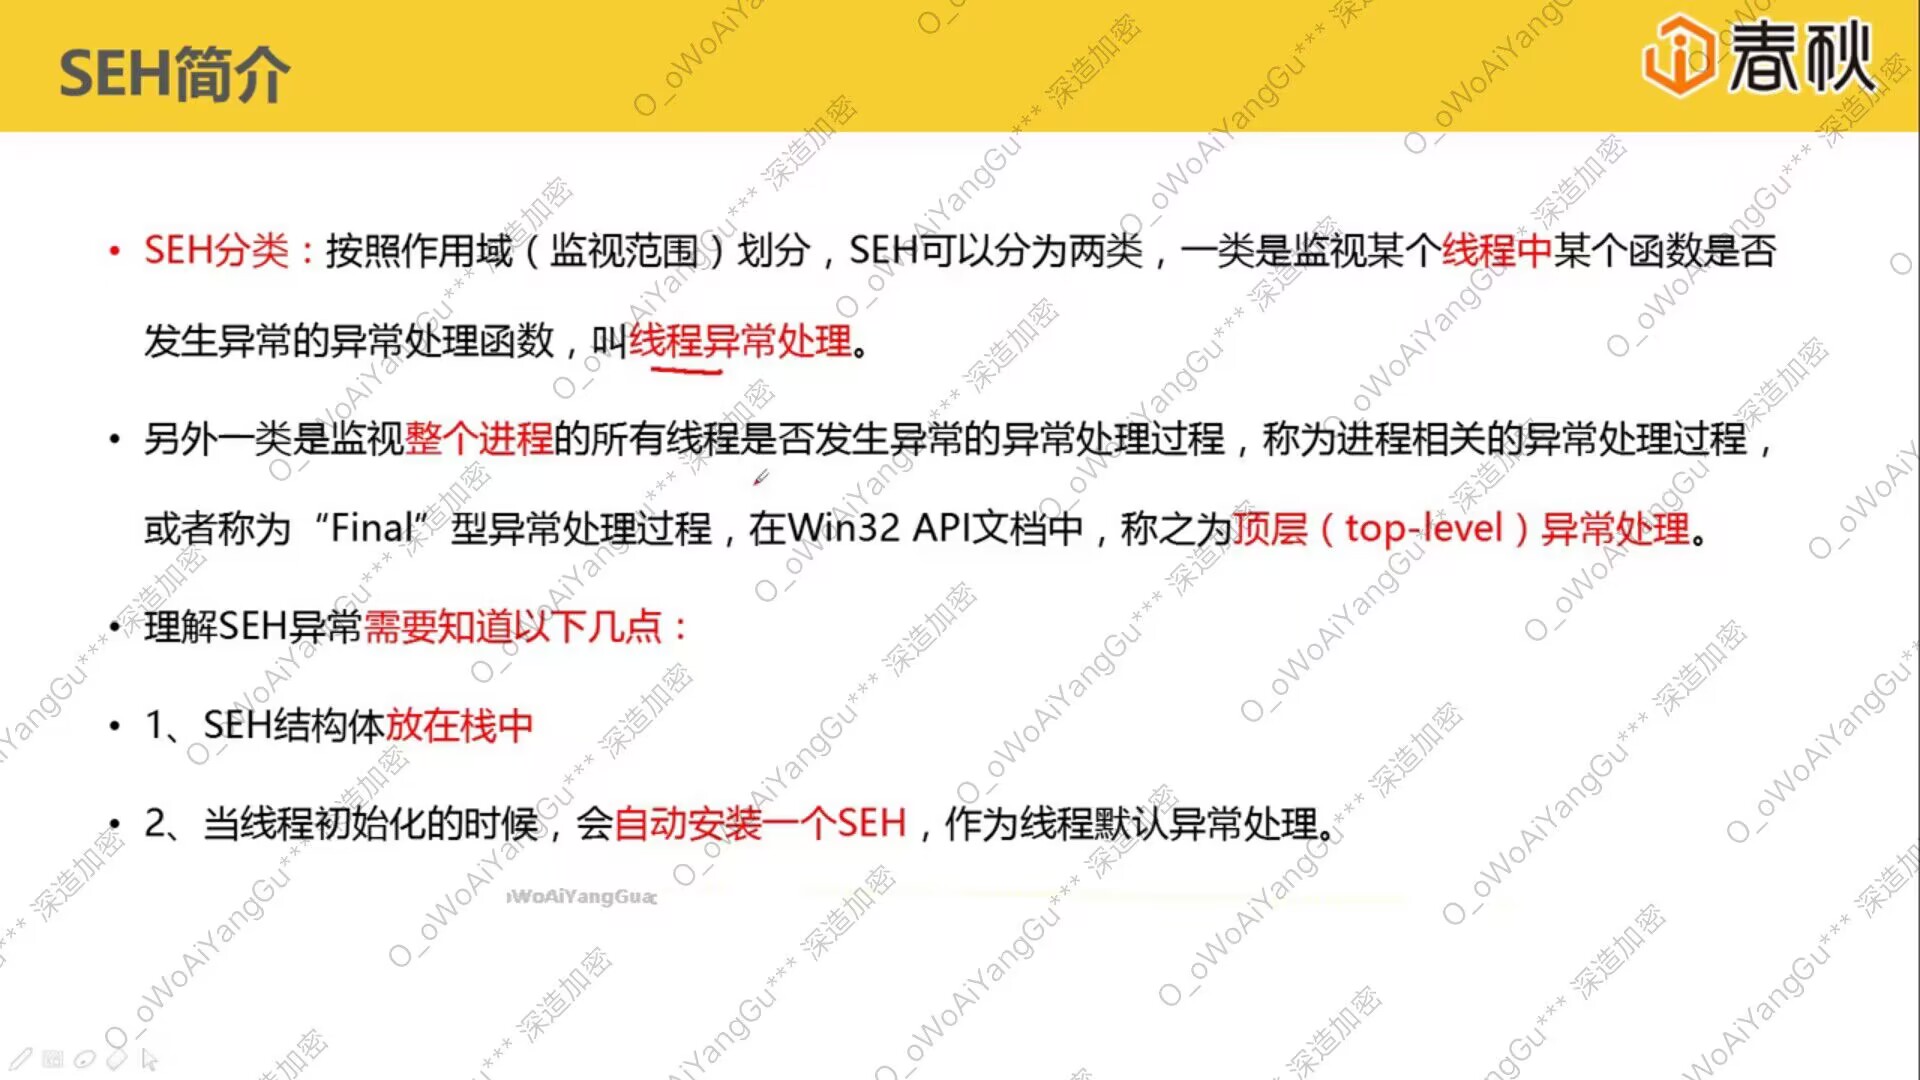 SEH简介
春秋
• SEH分类：按照作用域（监视范围）划分，SEH可以分为两类，一类是监视某个线程中某个函数是否
发生异常的异常处理函数，叫线程异常处理。
• 另外一类是监视整个进程的所有线程是否发生异常的异常处理过程，称为进程相关的异常处理过程，
或者称为“Final”型异常处理过程，在Win32 API文档中，称之为顶层（top-level）异常处理。
• 理解SEH异常需要知道以下几点：
• 1、SEH结构体放在栈中
• 2、当线程初始化的时候，会自动安装一个SEH，作为线程默认异常处理。
WoAiYangGua
O_oWoAiYangGu*** 深造加密